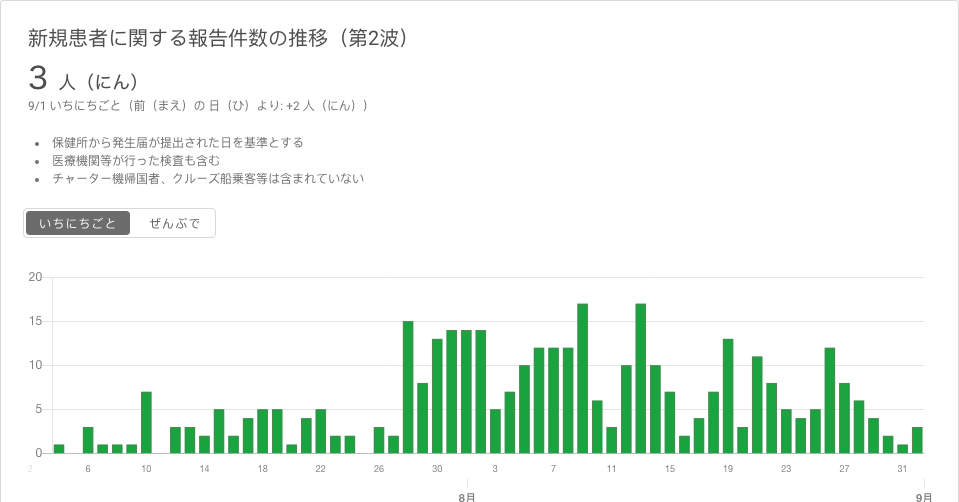 新規患者に関する報告件数の推移（第2波）
3 人（にん）
9/1 いちにちごと（前（まえ）の 日（ひ）より: +2 人（にん））
保健所から発生届が提出された日を基準とする
医療機関等が行った検査も含む
チャーター機帰国者、クルーズ船乗客等は含まれていない
いちにちごと ぜんぶで
20
15
10
5
0
2 6 10 14 18 22 26 30 3 7 11 15 19 23 27 31
8月 9月